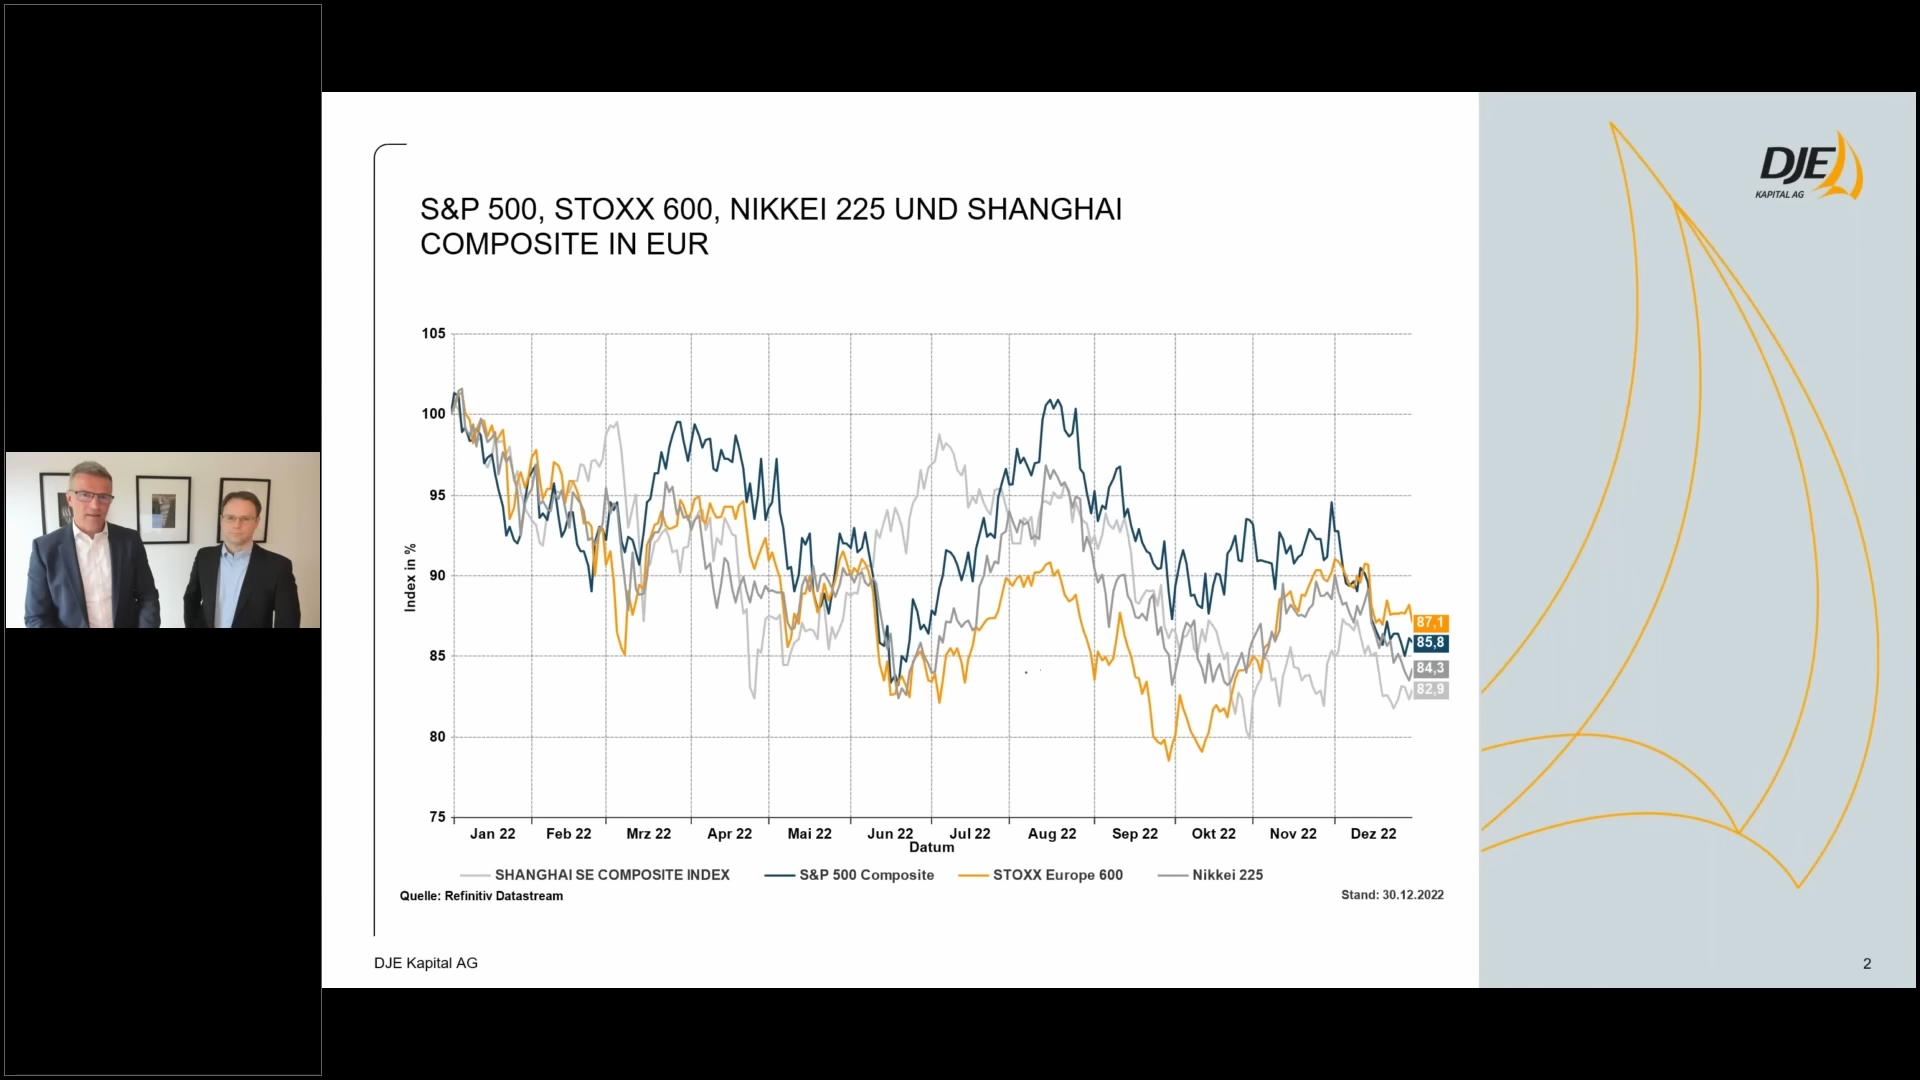 DJE
KAPITAL AG
S&P 500, STOXX 600, NIKKEI 225 UND SHANGHAI
COMPOSITE IN EUR
105
100
95
90
85
80
75
Index in %
87,1
85,8
84,3
82,9
Jan 22 Feb 22 Mrz 22 Apr 22 Mai 22 Jun 22 Jul 22 Aug 22 Sep 22 Okt 22 Nov 22 Dez 22
Datum
SHANGHAI SE COMPOSITE INDEX S&P 500 Composite STOXX Europe 600 Nikkei 225
Quelle: Refinitiv Datastream Stand: 30.12.2022
DJE Kapital AG 2